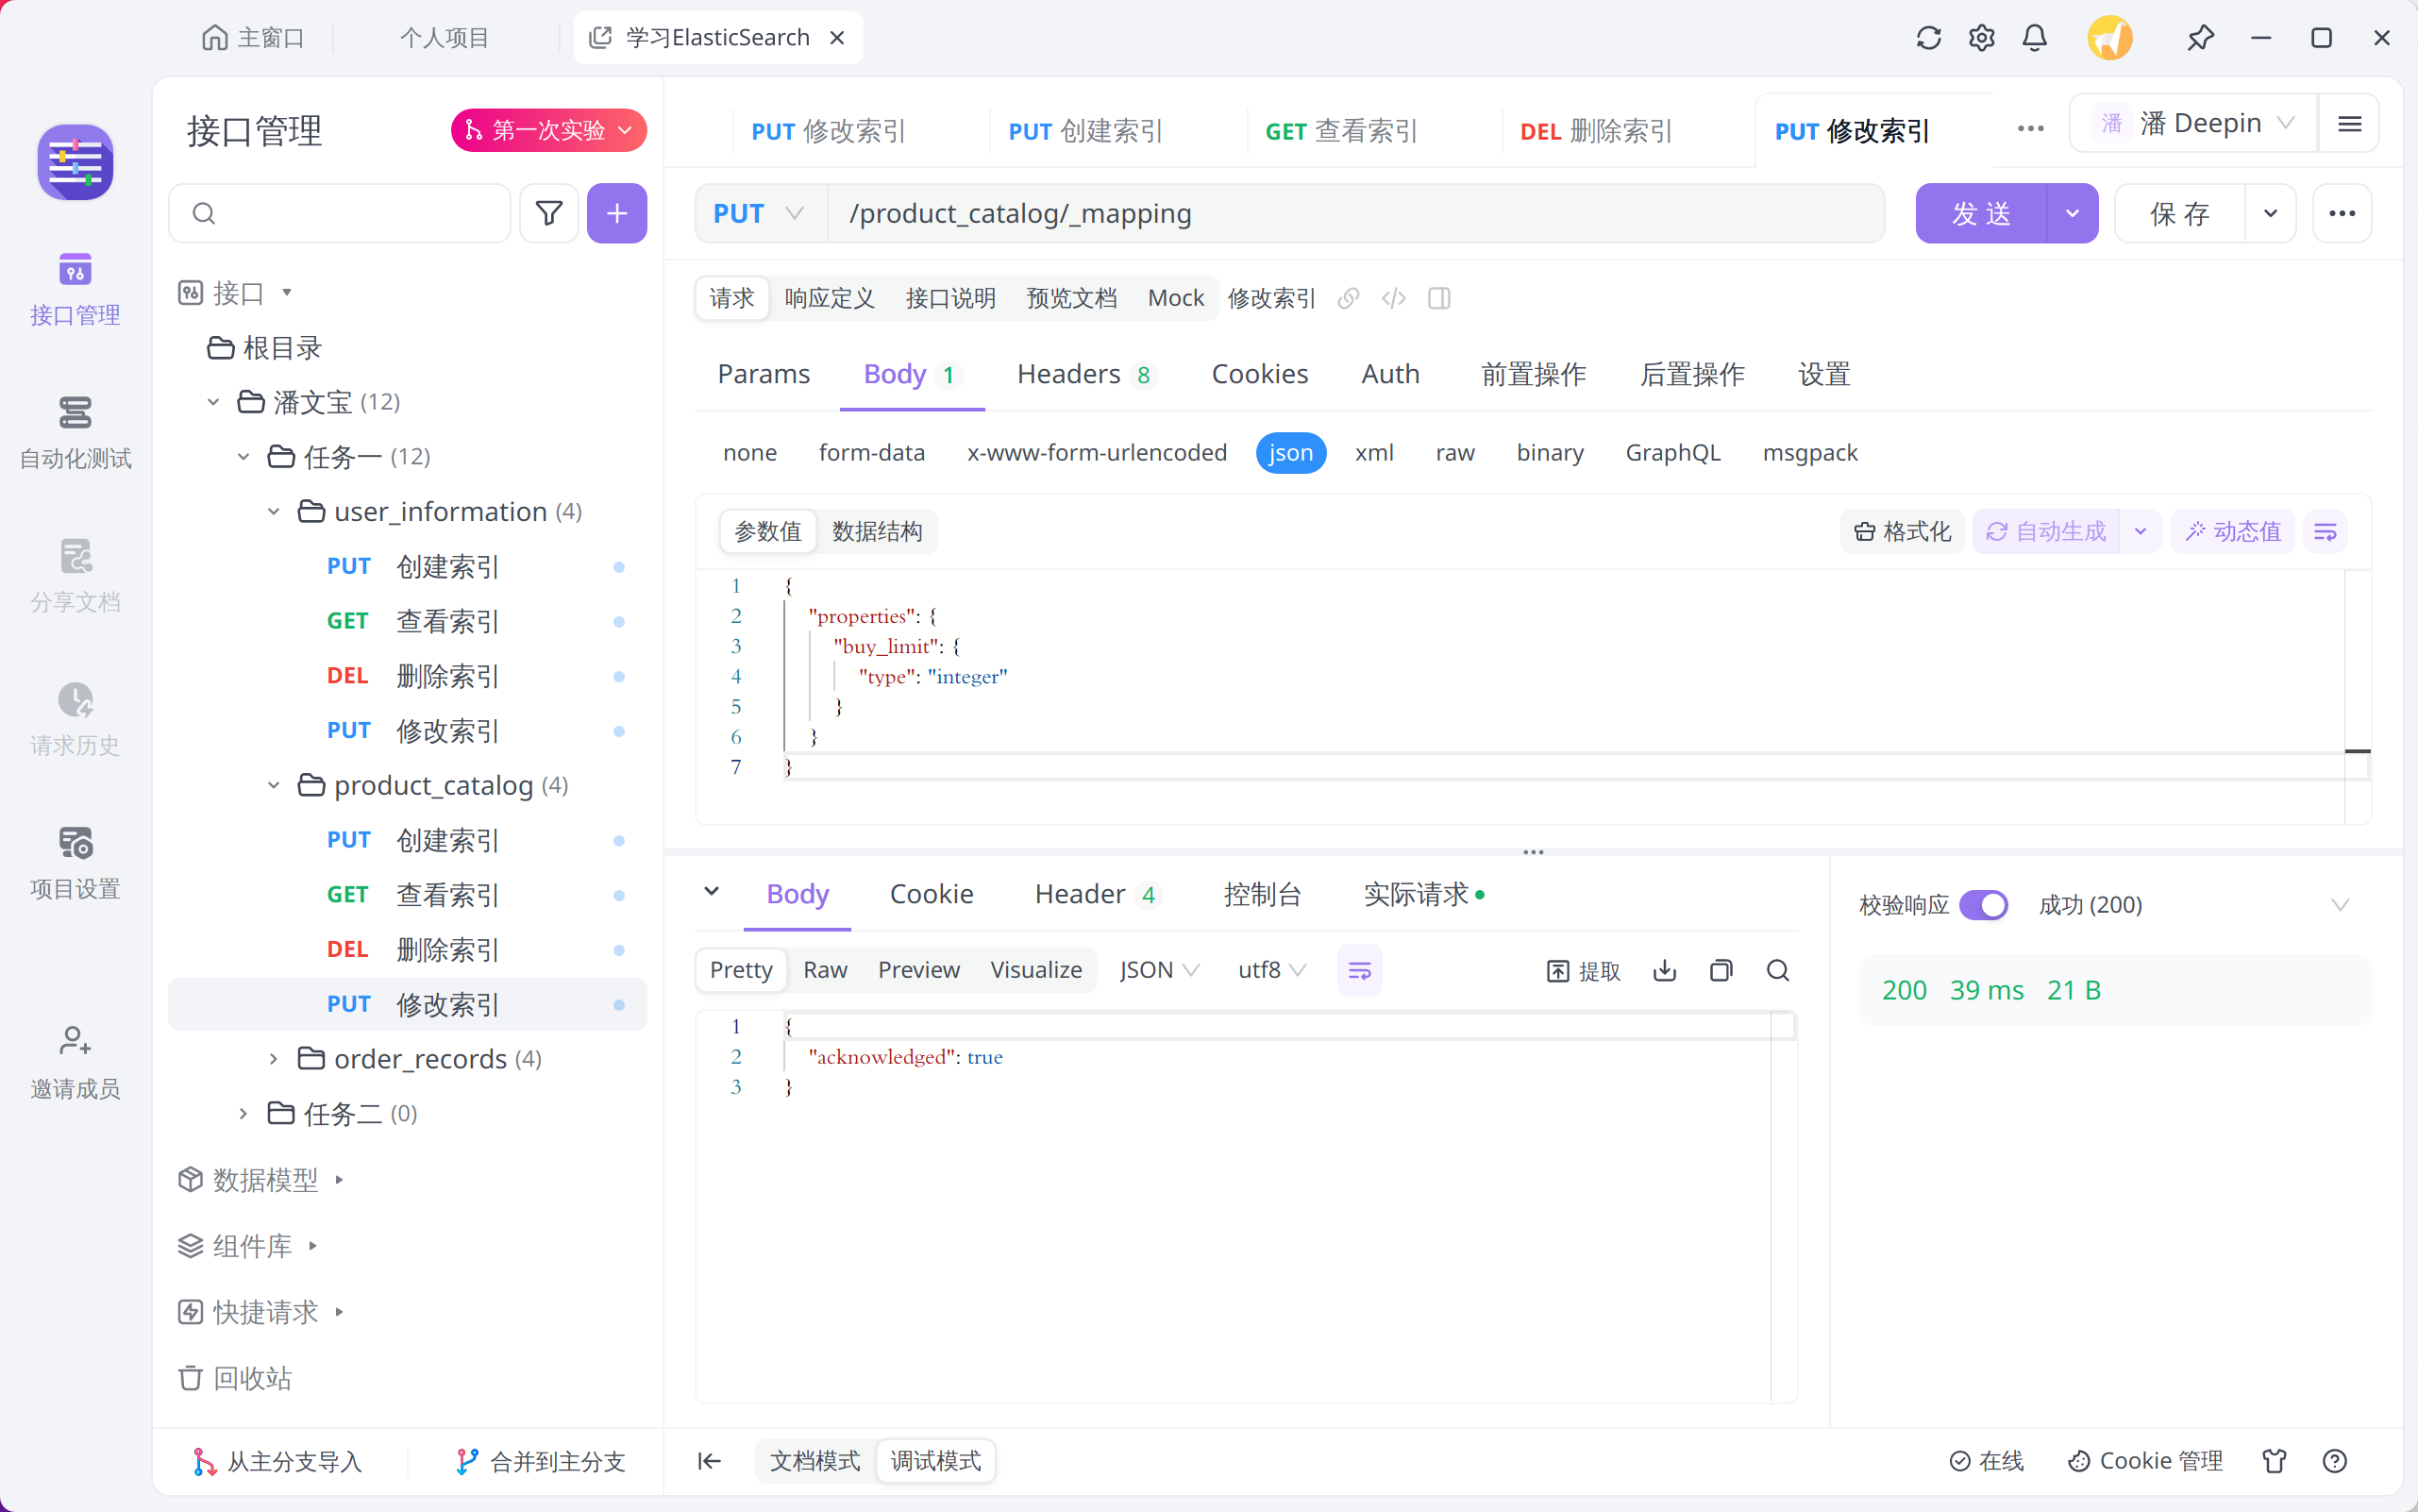 主窗口
个人项目
学习ElasticSearch
接口管理
第一次实验
PUT 修改索引
PUT 创建索引
GET 查看索引
DEL 删除索引
PUT 修改索引
潘 潘 Deepin
PUT /product_catalog/_mapping
发 送
保 存
接口管理
自动化测试
分享文档
请求历史
项目设置
邀请成员
接口
根目录
潘文宝 (12)
任务一 (12)
user_information (4)
PUT 创建索引
GET 查看索引
DEL 删除索引
PUT 修改索引
product_catalog (4)
PUT 创建索引
GET 查看索引
DEL 删除索引
PUT 修改索引
order_records (4)
任务二 (0)
数据模型
组件库
快捷请求
回收站
从主分支导入
合并到主分支
请求 响应定义 接口说明 预览文档 Mock 修改索引
Params Body 1 Headers 8 Cookies Auth 前置操作 后置操作 设置
none form-data x-www-form-urlencoded json xml raw binary GraphQL msgpack
参数值 数据结构
格式化 自动生成 动态值
1 {
2 "properties": {
3 "buy_limit": {
4 "type": "integer"
5 }
6 }
7 }
Body Cookie Header 4 控制台 实际请求
Pretty Raw Preview Visualize JSON utf8 提取
1 {
2 "acknowledged": true
3 }
校验响应 成功 (200)
200 39 ms 21 B
文档模式 调试模式
在线 Cookie 管理